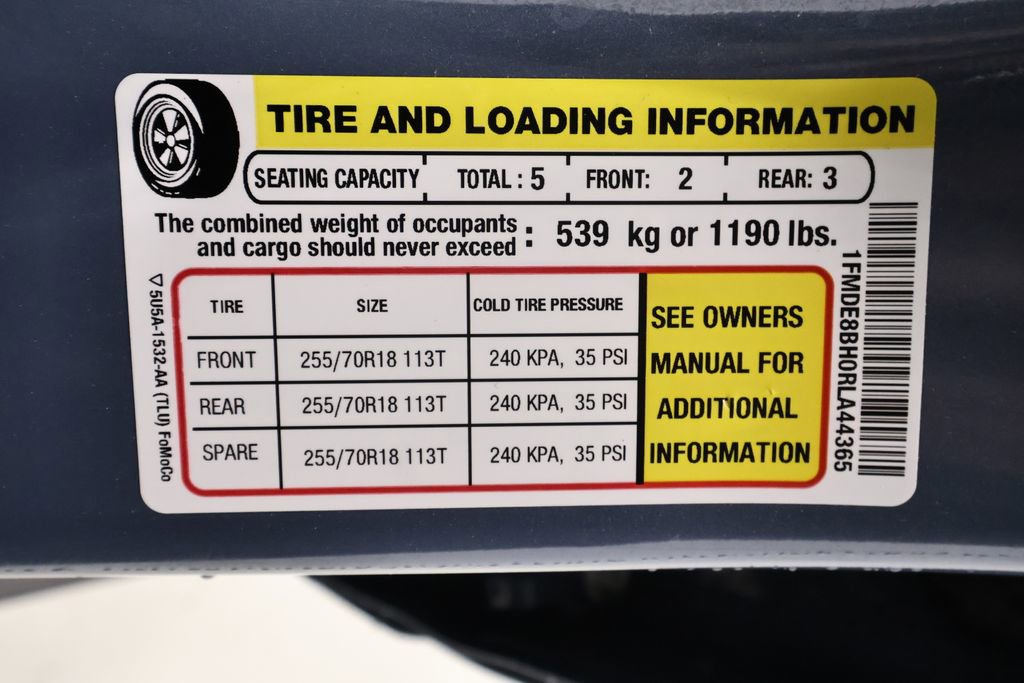 TIRE AND LOADING INFORMATION
SEATING CAPACITY TOTAL : 5 FRONT: 2 REAR: 3
The combined weight of occupants
and cargo should never exceed : 539 kg or 1190 lbs.
TIRE SIZE COLD TIRE PRESSURE
FRONT 255/70R18 113T 240 KPA, 35 PSI
REAR 255/70R18 113T 240 KPA, 35 PSI
SPARE 255/70R18 113T 240 KPA, 35 PSI
SEE OWNERS
MANUAL FOR
ADDITIONAL
INFORMATION
5U5A-1532-AA (TLU) FoMoCo
1FMDE8BH0RLA44365